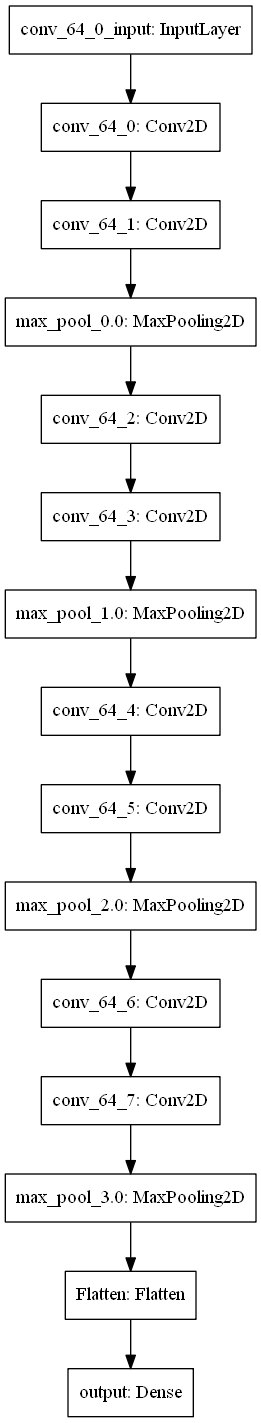 conv_64_0_input: InputLayer
conv_64_0: Conv2D
conv_64_1: Conv2D
max_pool_0.0: MaxPooling2D
conv_64_2: Conv2D
conv_64_3: Conv2D
max_pool_1.0: MaxPooling2D
conv_64_4: Conv2D
conv_64_5: Conv2D
max_pool_2.0: MaxPooling2D
conv_64_6: Conv2D
conv_64_7: Conv2D
max_pool_3.0: MaxPooling2D
Flatten: Flatten
output: Dense